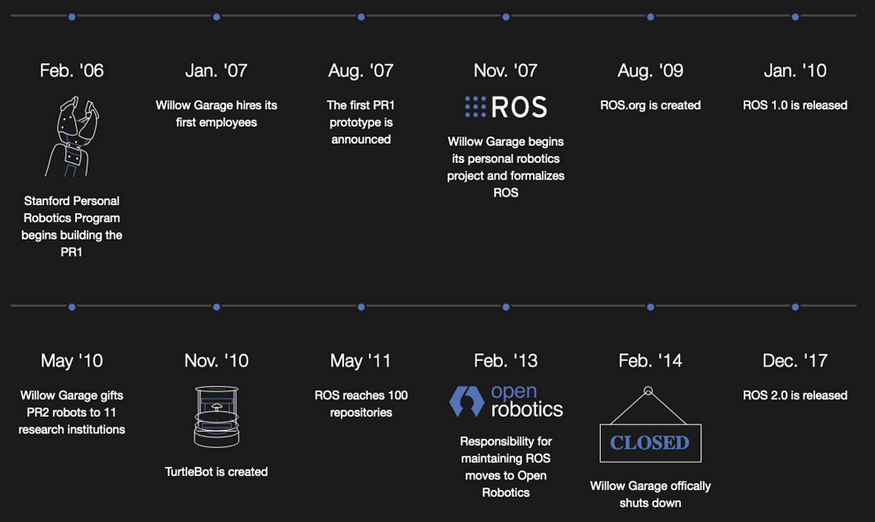 Feb. '06
Stanford Personal
Robotics Program
begins building the
PR1
Jan. '07
Willow Garage hires its
first employees
Aug. '07
The first PR1
prototype is
announced
Nov. '07
ROS
Willow Garage begins
its personal robotics
project and formalizes
ROS
Aug. '09
ROS.org is created
Jan. '10
ROS 1.0 is released
May '10
Willow Garage gifts
PR2 robots to 11
research institutions
Nov. '10
TurtleBot is created
May '11
ROS reaches 100
repositories
Feb. '13
open
robotics
Responsibility for
maintaining ROS
moves to Open
Robotics
Feb. '14
CLOSED
Willow Garage offically
shuts down
Dec. '17
ROS 2.0 is released